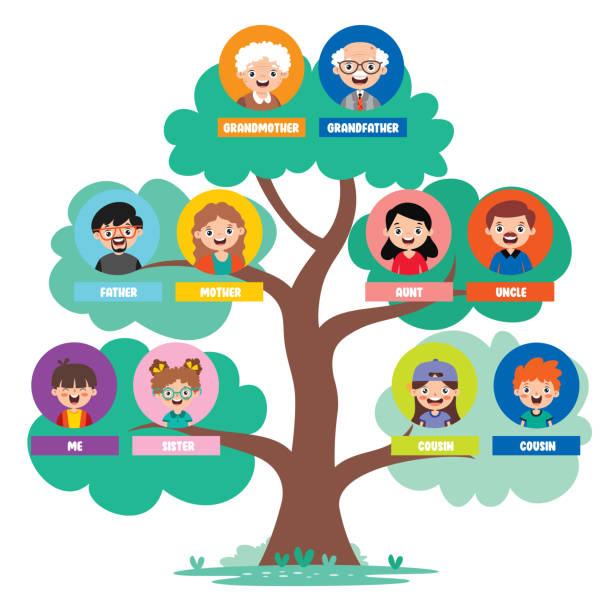 GRANDMOTHER
GRANDFATHER
FATHER
MOTHER
AUNT
UNCLE
ME
SISTER
COUSIN
COUSIN